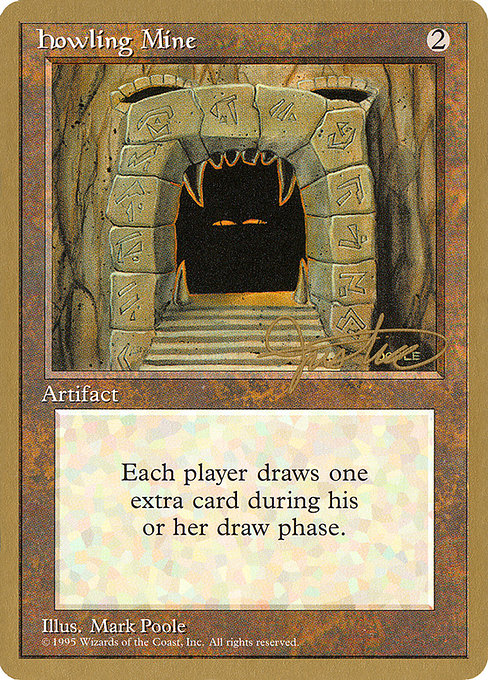 Howling Mine
2
Artifact
Each player draws one
extra card during his
or her draw phase.
Illus. Mark Poole
© 1995 Wizards of the Coast, Inc. All rights reserved.